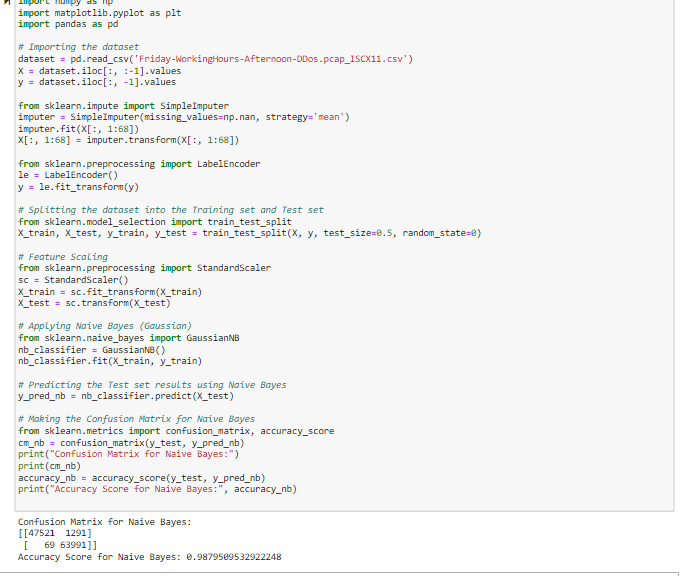 import numpy as np
import matplotlib.pyplot as plt
import pandas as pd
# Importing the dataset
dataset = pd.read_csv('Friday-WorkingHours-Afternoon-DDos.pcap_ISCX11.csv')
X = dataset.iloc[:, :-1].values
y = dataset.iloc[:, -1].values
from sklearn.impute import SimpleImputer
imputer = SimpleImputer(missing_values=np.nan, strategy='mean')
imputer.fit(X[:, 1:68])
X[:, 1:68] = imputer.transform(X[:, 1:68])
from sklearn.preprocessing import LabelEncoder
le = LabelEncoder()
y = le.fit_transform(y)
# Splitting the dataset into the Training set and Test set
from sklearn.model_selection import train_test_split
X_train, X_test, y_train, y_test = train_test_split(X, y, test_size=0.5, random_state=0)
# Feature Scaling
from sklearn.preprocessing import StandardScaler
sc = StandardScaler()
X_train = sc.fit_transform(X_train)
X_test = sc.transform(X_test)
# Applying Naive Bayes (Gaussian)
from sklearn.naive_bayes import GaussianNB
nb_classifier = GaussianNB()
nb_classifier.fit(X_train, y_train)
# Predicting the Test set results using Naive Bayes
y_pred_nb = nb_classifier.predict(X_test)
# Making the Confusion Matrix for Naive Bayes
from sklearn.metrics import confusion_matrix, accuracy_score
cm_nb = confusion_matrix(y_test, y_pred_nb)
print("Confusion Matrix for Naive Bayes:")
print(cm_nb)
accuracy_nb = accuracy_score(y_test, y_pred_nb)
print("Accuracy Score for Naive Bayes:", accuracy_nb)
Confusion Matrix for Naive Bayes:
[[47521  1291]
 [   69 63991]]
Accuracy Score for Naive Bayes: 0.9879509532922248